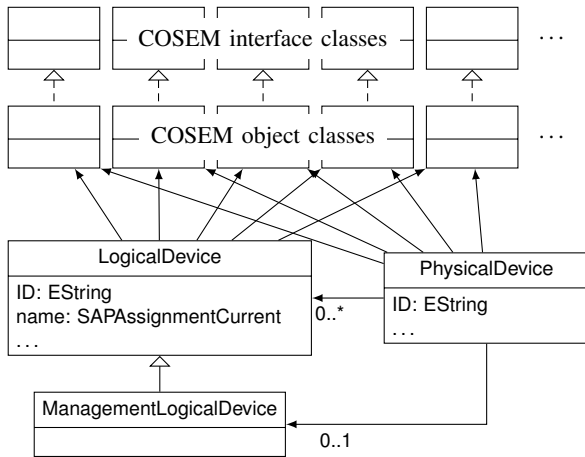 COSEM interface classes
...
COSEM object classes
...
LogicalDevice
ID: EString
name: SAPAssignmentCurrent
...
PhysicalDevice
ID: EString
...
0..*
ManagementLogicalDevice
0..1